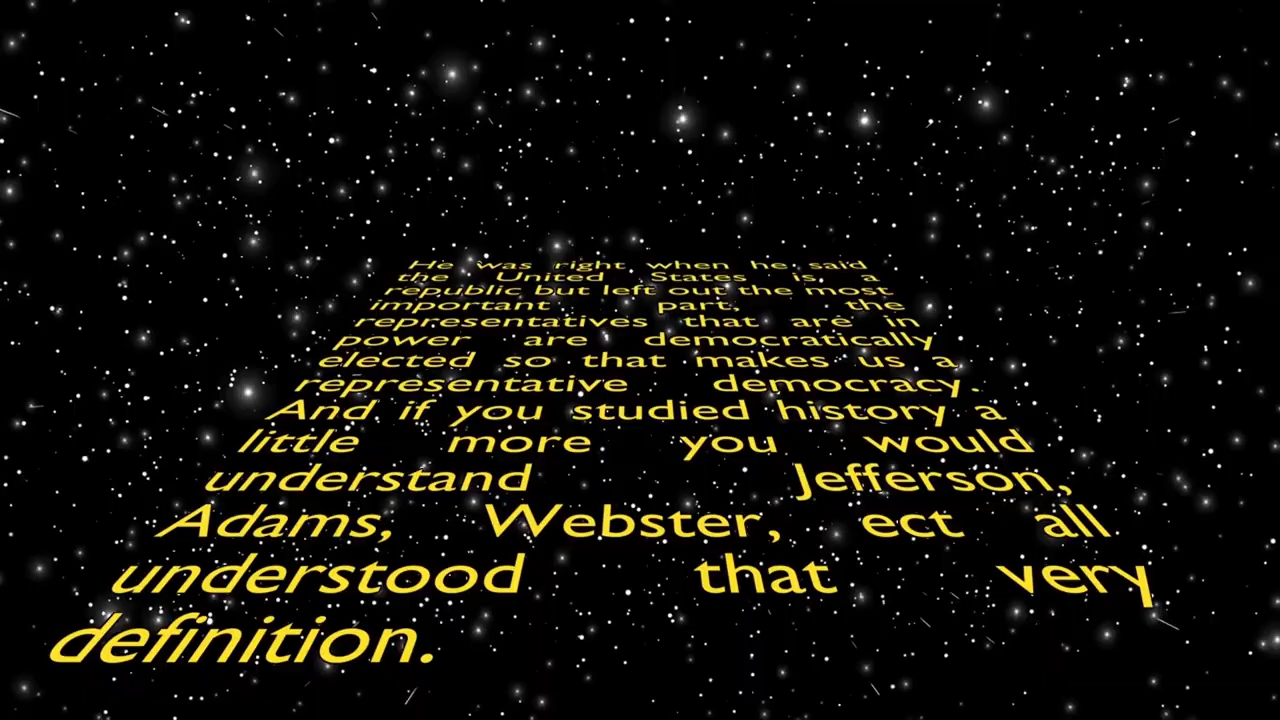 He was right when he said
the United States is a
republic but left out the most
important part, the
representatives that are in
power are democratically
elected so that makes us a
representative democracy.
And if you studied history a
little more you would
understand Jefferson,
Adams, Webster, ect all
understood that very
definition.